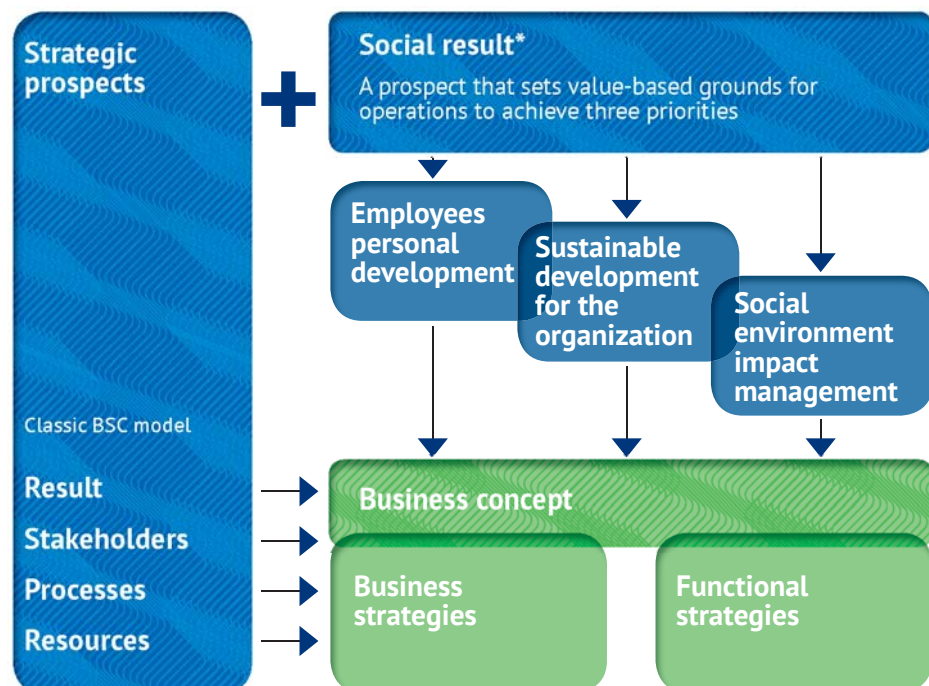 Strategic
prospects
Classic BSC model
Result
Stakeholders
Processes
Resources
+
Social result*
A prospect that sets value-based grounds for
operations to achieve three priorities
Employees
personal
development
Sustainable
development
for the
organization
Social
environment
impact
management
Business concept
Business
strategies
Functional
strategies